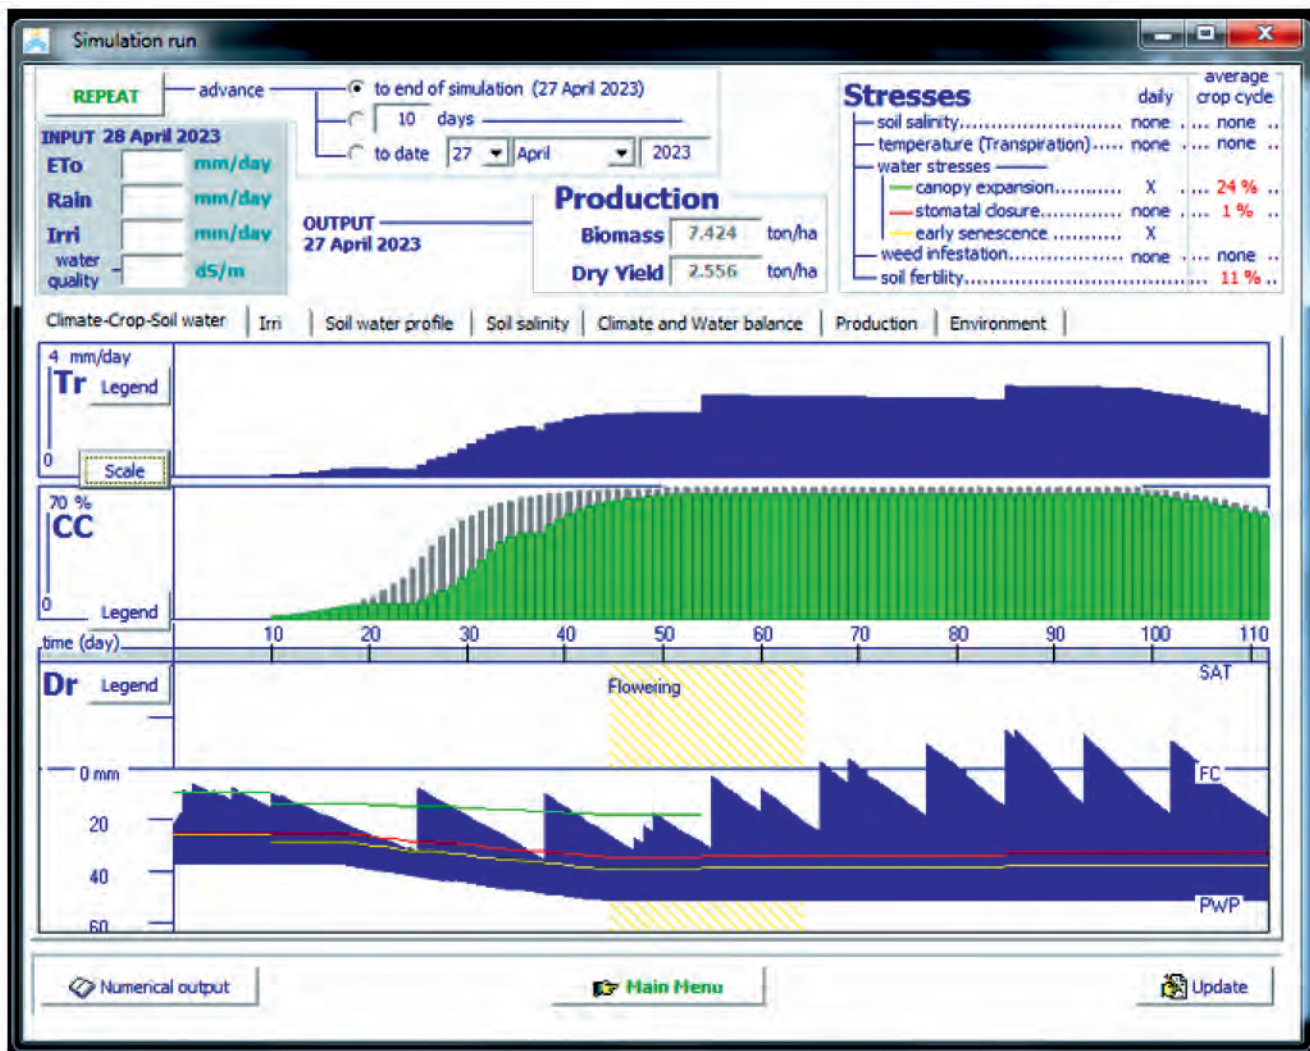 Simulation run
REPEAT
advance
to end of simulation (27 April 2023)
10 days
to date 27 April 2023
INPUT 28 April 2023
ETo mm/day
Rain mm/day
Irri mm/day
water quality dS/m
OUTPUT
27 April 2023
Production
Biomass 7.424 ton/ha
Dry Yield 2.556 ton/ha
Stresses daily average crop cycle
soil salinity........................... none .... none ..
temperature (Transpiration)..... none .... none ..
water stresses
canopy expansion........... X .... 24 % ..
stomatal closure............. none .... 1 % ..
early senescence ........... X
weed infestation.................... none .... none ..
soil fertility........................................ 11 % ..
Climate-Crop-Soil water Irri Soil water profile Soil salinity Climate and Water balance Production Environment
4 mm/day
Tr Legend
0
Scale
70 %
CC
0
Legend
time (day) 10 20 30 40 50 60 70 80 90 100 110
Dr Legend
Flowering
SAT
0 mm
FC
20
40
PWP
60
Numerical output
Main Menu
Update